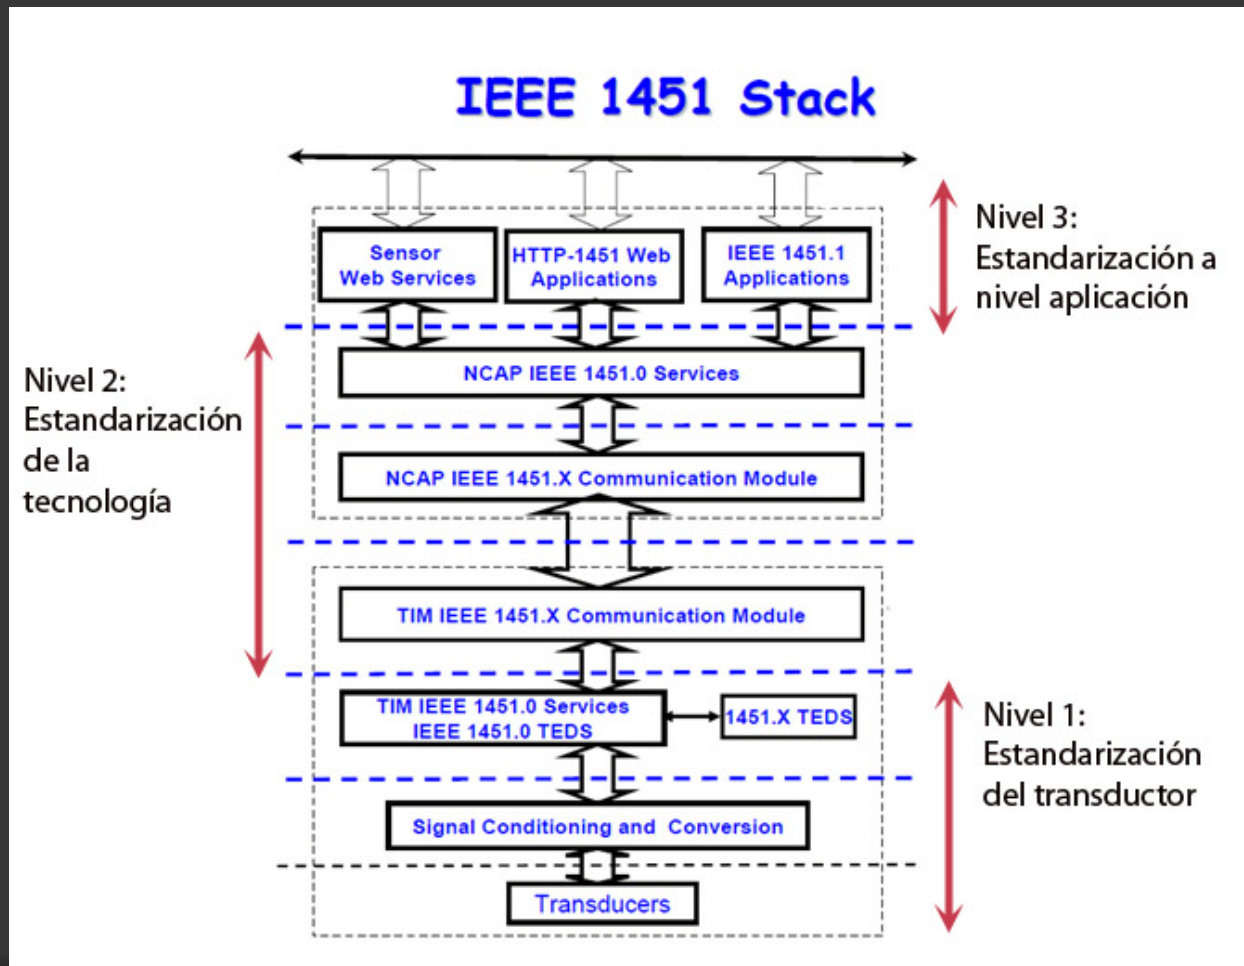 IEEE 1451 Stack
Nivel 3:
Estandarización a
nivel aplicación
Sensor
Web Services
HTTP-1451 Web
Applications
IEEE 1451.1
Applications
Nivel 2:
Estandarización
de la
tecnología
NCAP IEEE 1451.0 Services
NCAP IEEE 1451.X Communication Module
TIM IEEE 1451.X Communication Module
TIM IEEE 1451.0 Services
IEEE 1451.0 TEDS
1451.X TEDS
Nivel 1:
Estandarización
del transductor
Signal Conditioning and Conversion
Transducers